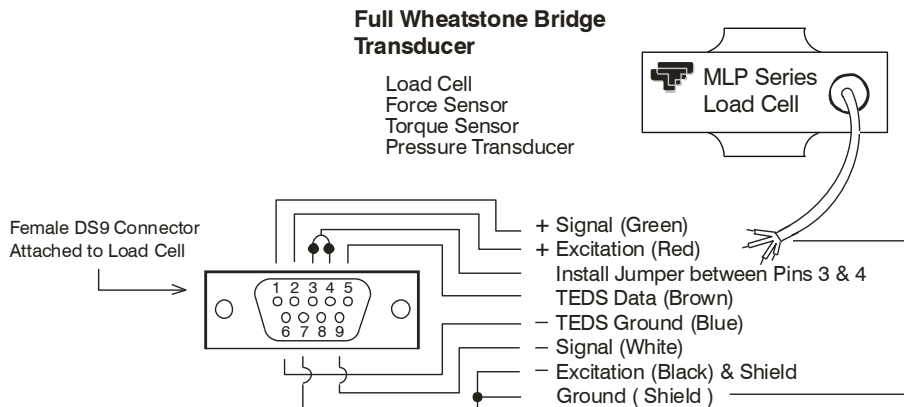 Full Wheatstone Bridge
Transducer
Load Cell
Force Sensor
Torque Sensor
Pressure Transducer
MLP Series
Load Cell
Female DS9 Connector
Attached to Load Cell
1 2 3 4 5
6 7 8 9
+ Signal (Green)
+ Excitation (Red)
Install Jumper between Pins 3 & 4
TEDS Data (Brown)
− TEDS Ground (Blue)
− Signal (White)
− Excitation (Black) & Shield
Ground ( Shield )